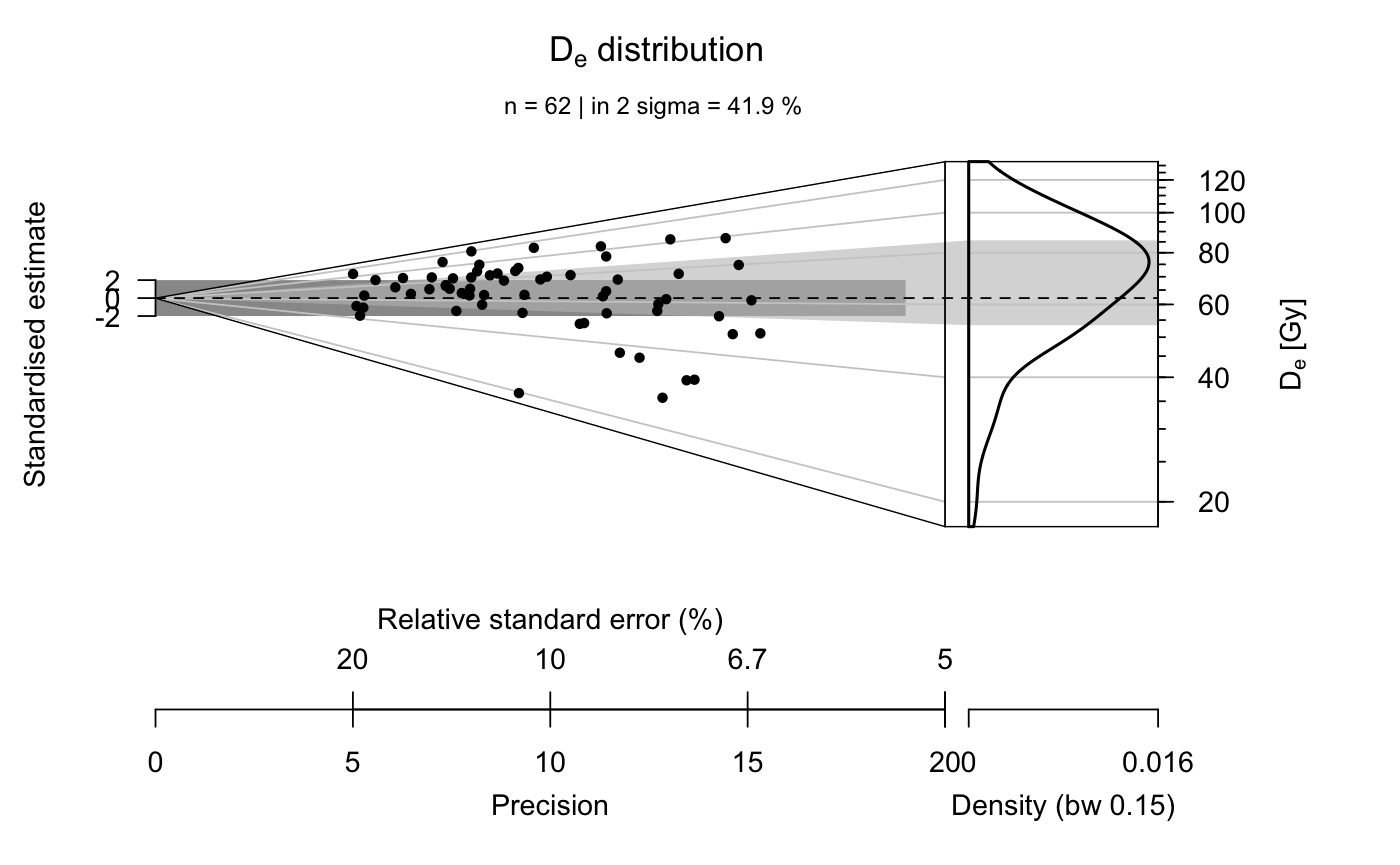 De distribution
n = 62 | in 2 sigma = 41.9 %
Standardised estimate
2
0
-2
120
100
80
60
40
20
De [Gy]
Relative standard error (%)
20 10 6.7 5
0 5 10 15 200 0.016
Precision
Density (bw 0.15)